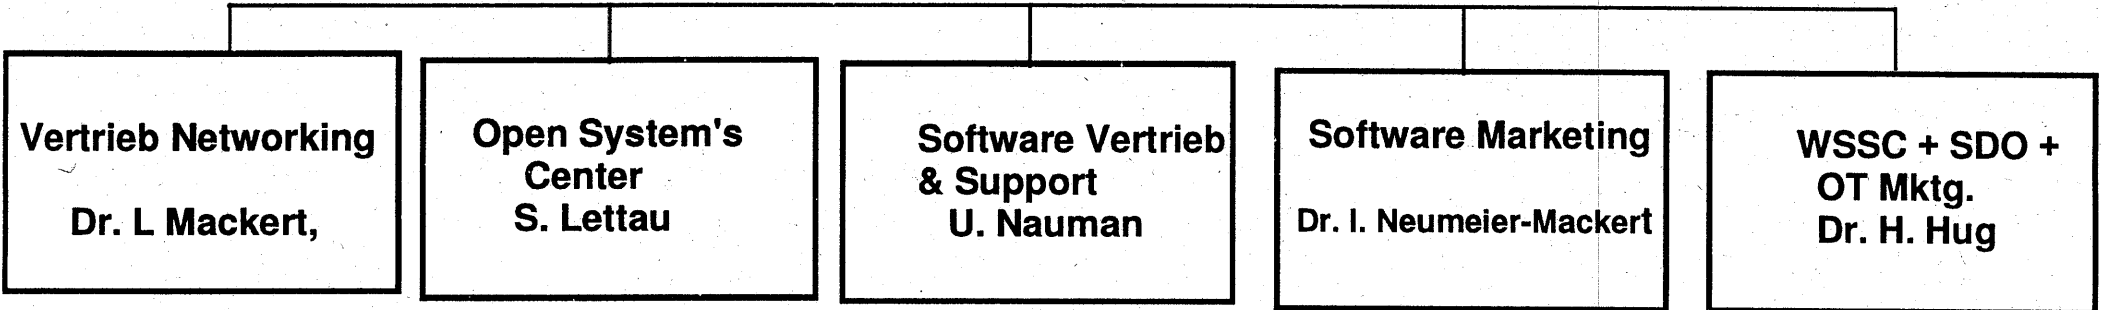 Vertrieb Networking
Dr. L Mackert,
Open System's
Center
S. Lettau
Software Vertrieb
& Support
U. Nauman
Software Marketing
Dr. I. Neumeier-Mackert
WSSC + SDO +
OT Mktg.
Dr. H. Hug